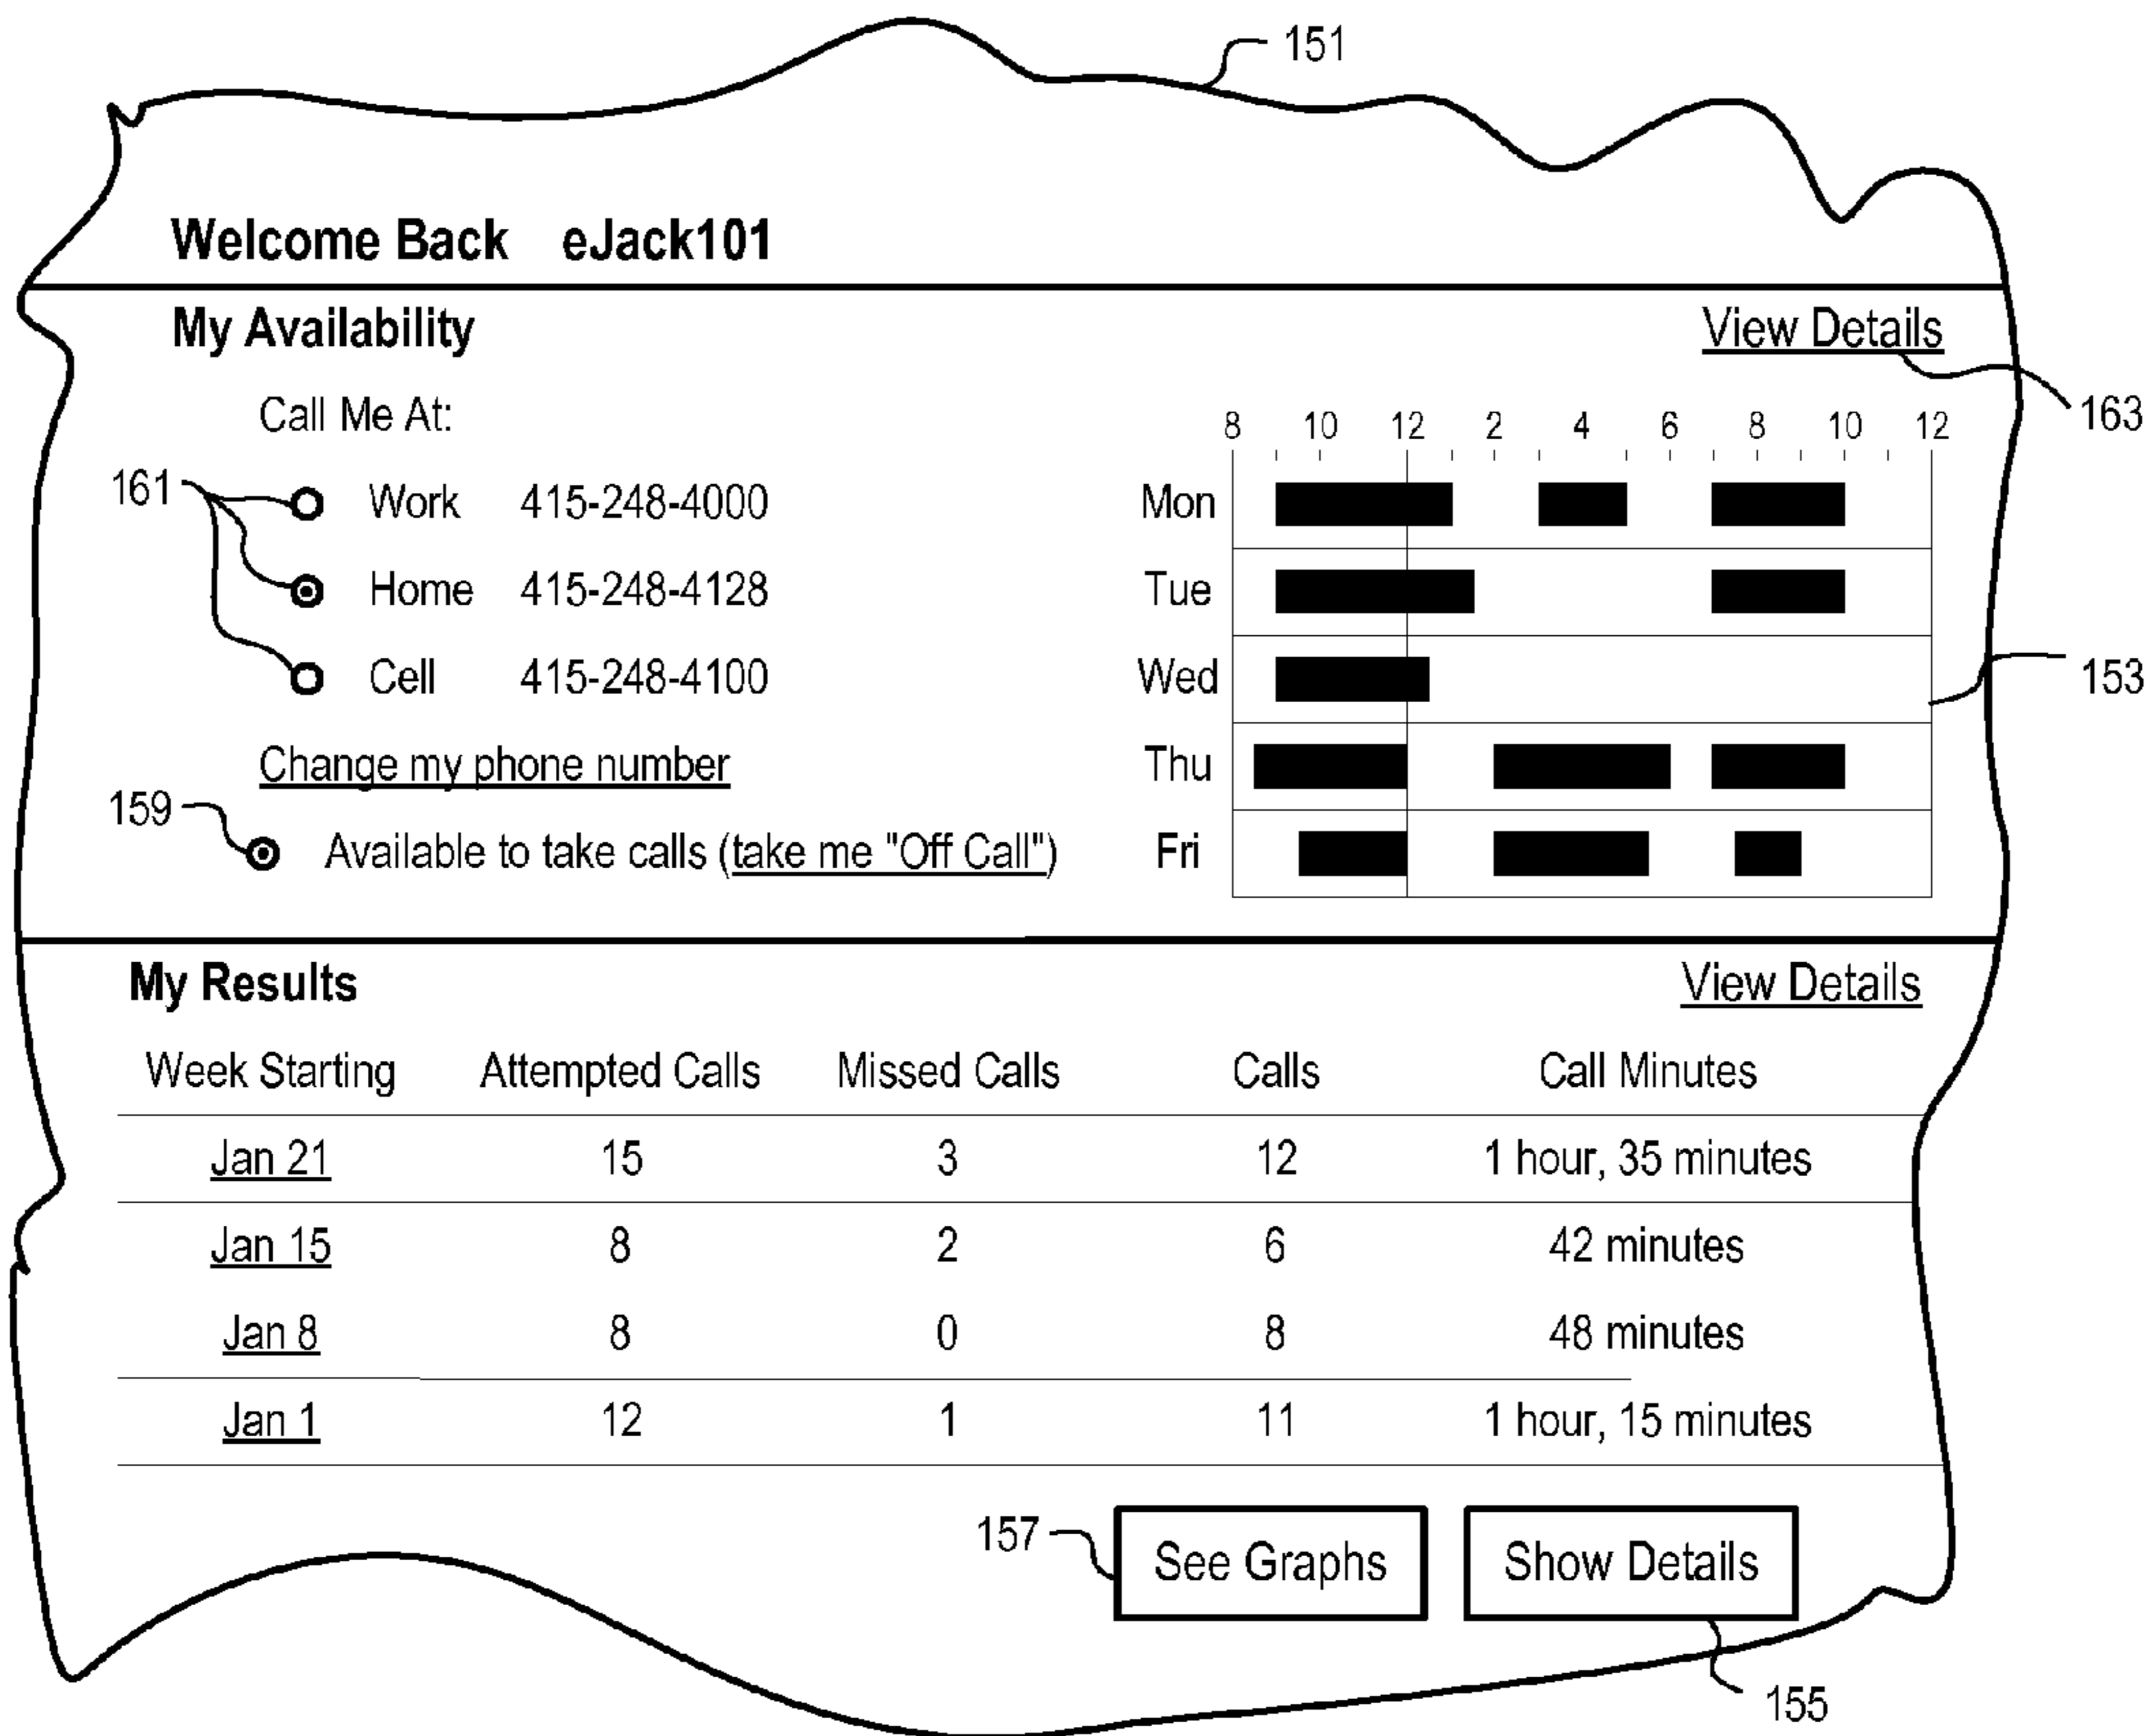 151
Welcome Back eJack101
My Availability View Details
163
Call Me At:
8 10 12 2 4 6 8 10 12
161 Work 415-248-4000 Mon
Home 415-248-4128 Tue
Cell 415-248-4100 Wed
153
Change my phone number Thu
159
Available to take calls (take me "Off Call") Fri
My Results View Details
Week Starting Attempted Calls Missed Calls Calls Call Minutes
Jan 21 15 3 12 1 hour, 35 minutes
Jan 15 8 2 6 42 minutes
Jan 8 8 0 8 48 minutes
Jan 1 12 1 11 1 hour, 15 minutes
157 See Graphs Show Details
155